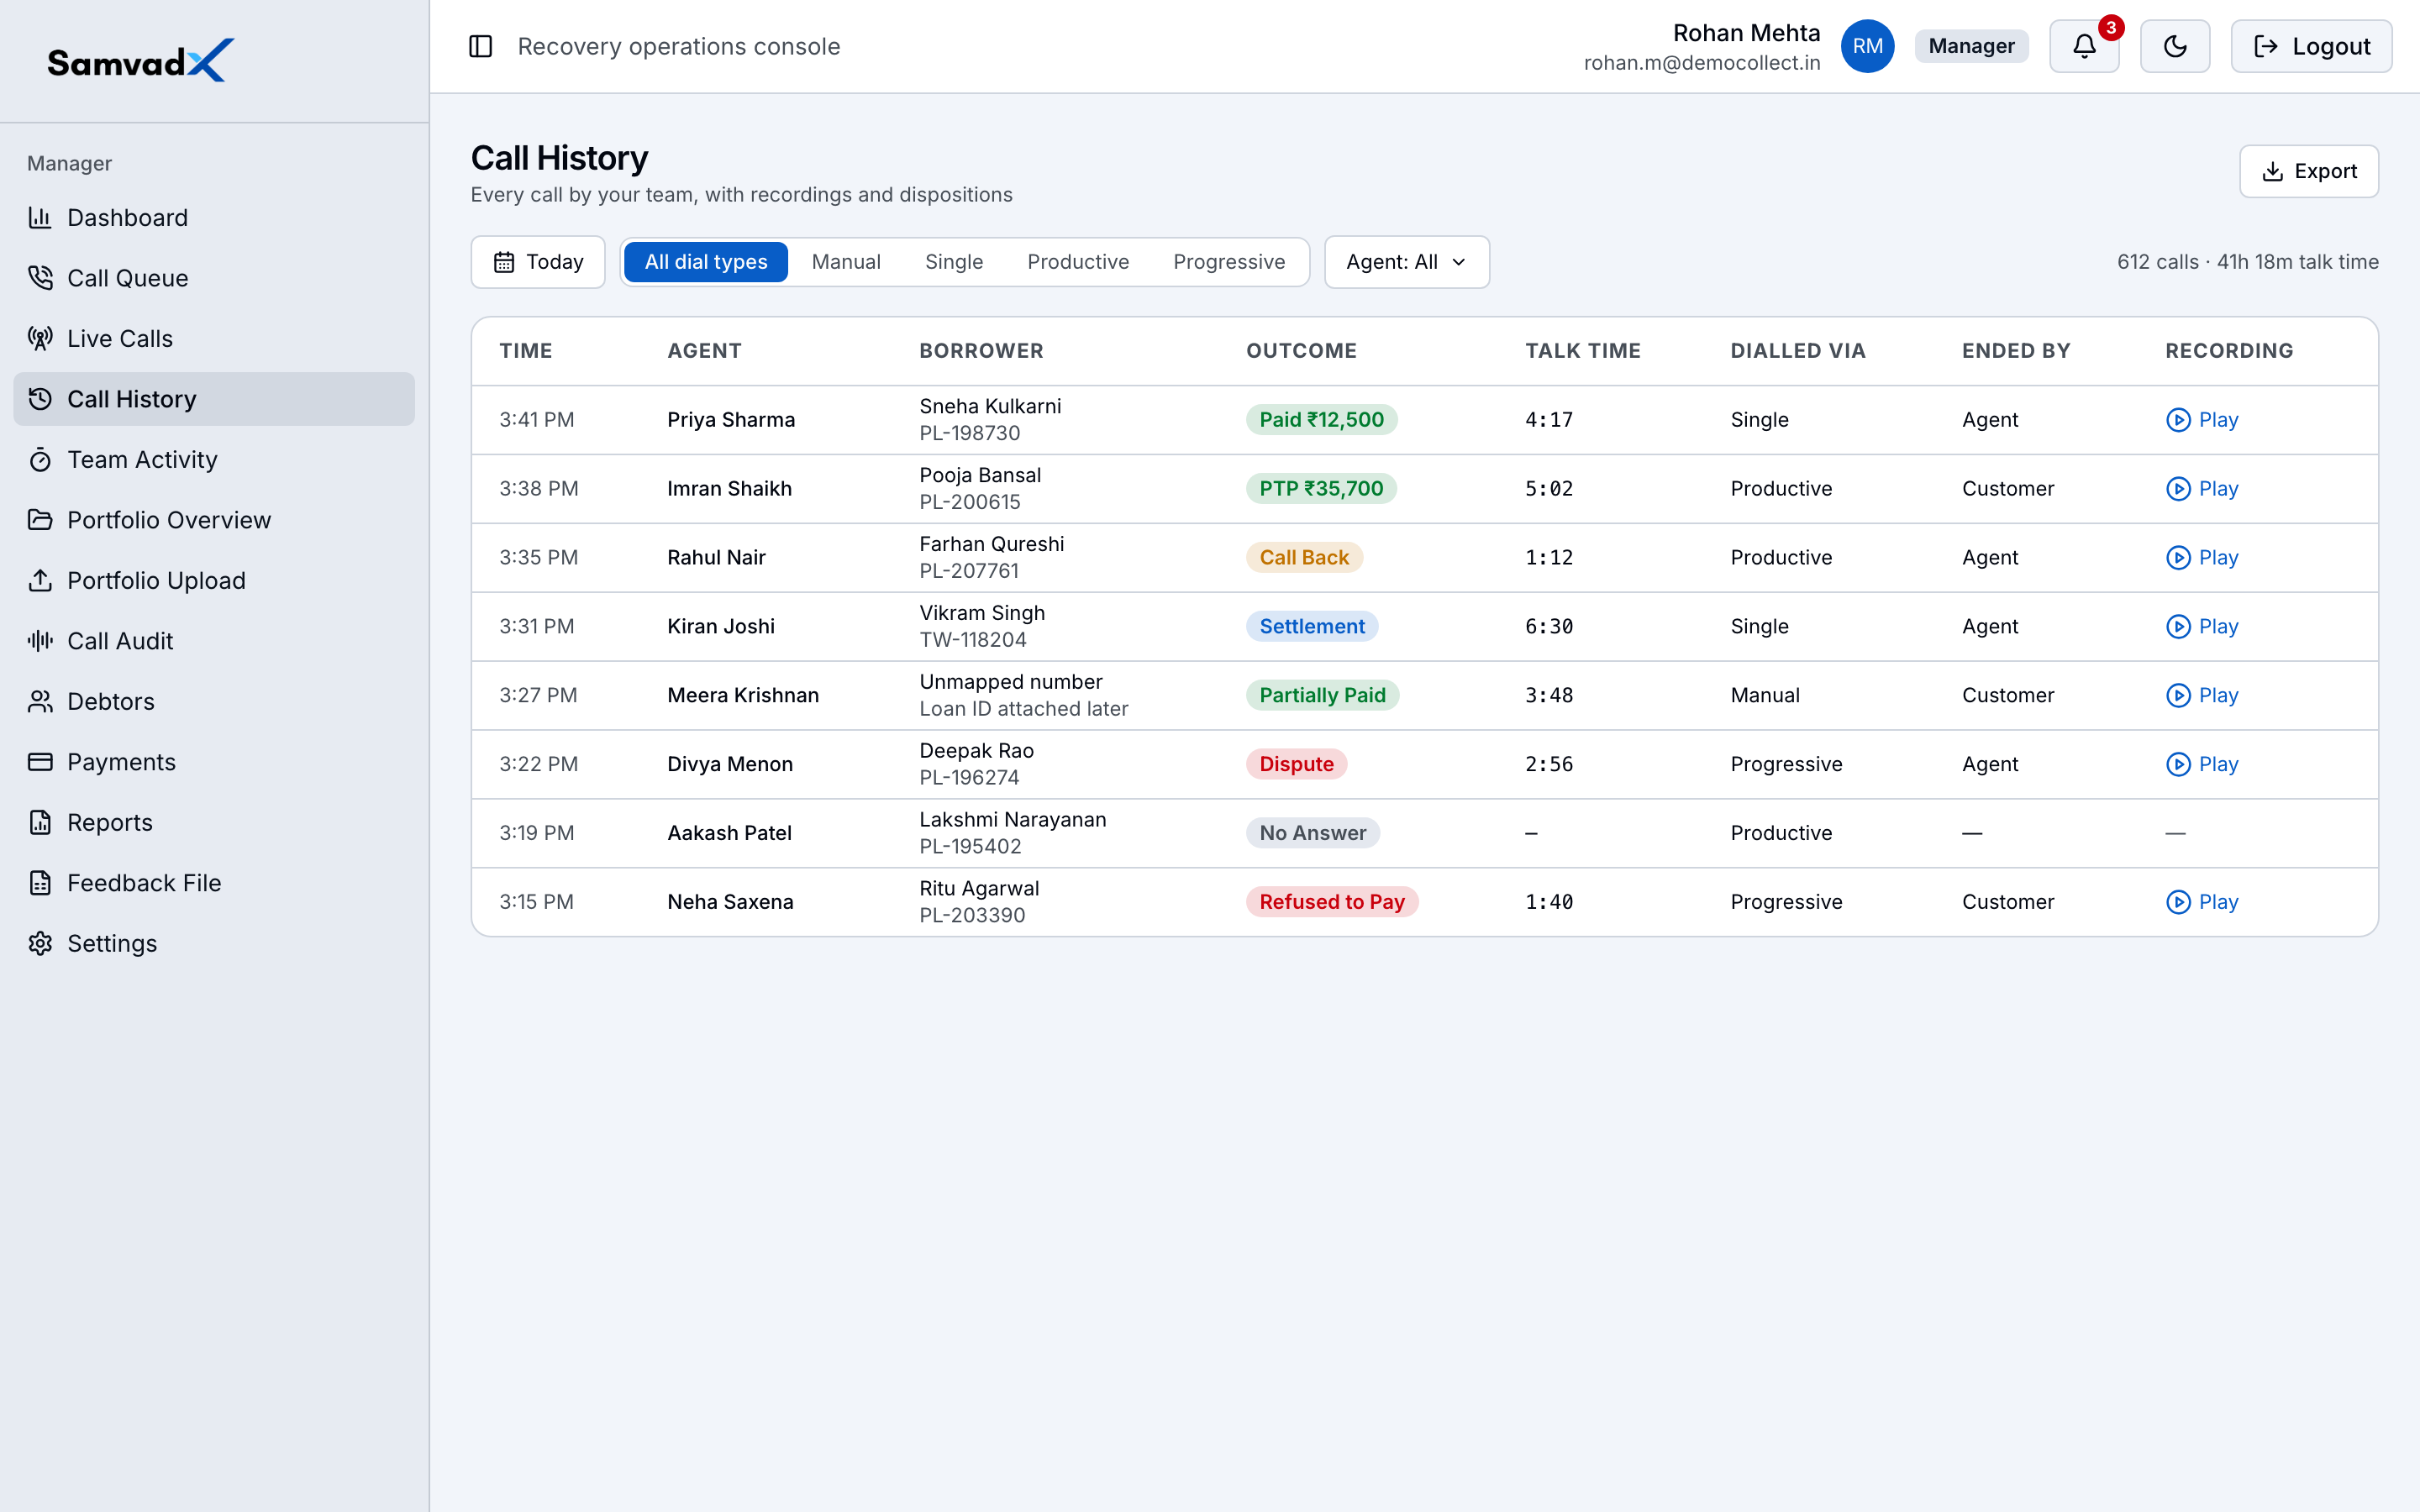 SamvadX
Recovery operations console
Rohan Mehta
rohan.m@democollect.in
RM
Manager
3
Logout
Manager
Dashboard
Call Queue
Live Calls
Call History
Team Activity
Portfolio Overview
Portfolio Upload
Call Audit
Debtors
Payments
Reports
Feedback File
Settings
Call History
Every call by your team, with recordings and dispositions
Export
Today All dial types Manual Single Productive Progressive Agent: All 612 calls · 41h 18m talk time
TIME AGENT BORROWER OUTCOME TALK TIME DIALLED VIA ENDED BY RECORDING
3:41 PM Priya Sharma Sneha Kulkarni Paid ₹12,500 4:17 Single Agent Play
PL-198730
3:38 PM Imran Shaikh Pooja Bansal PTP ₹35,700 5:02 Productive Customer Play
PL-200615
3:35 PM Rahul Nair Farhan Qureshi Call Back 1:12 Productive Agent Play
PL-207761
3:31 PM Kiran Joshi Vikram Singh Settlement 6:30 Single Agent Play
TW-118204
3:27 PM Meera Krishnan Unmapped number Partially Paid 3:48 Manual Customer Play
Loan ID attached later
3:22 PM Divya Menon Deepak Rao Dispute 2:56 Progressive Agent Play
PL-196274
3:19 PM Aakash Patel Lakshmi Narayanan No Answer – Productive — —
PL-195402
3:15 PM Neha Saxena Ritu Agarwal Refused to Pay 1:40 Progressive Customer Play
PL-203390